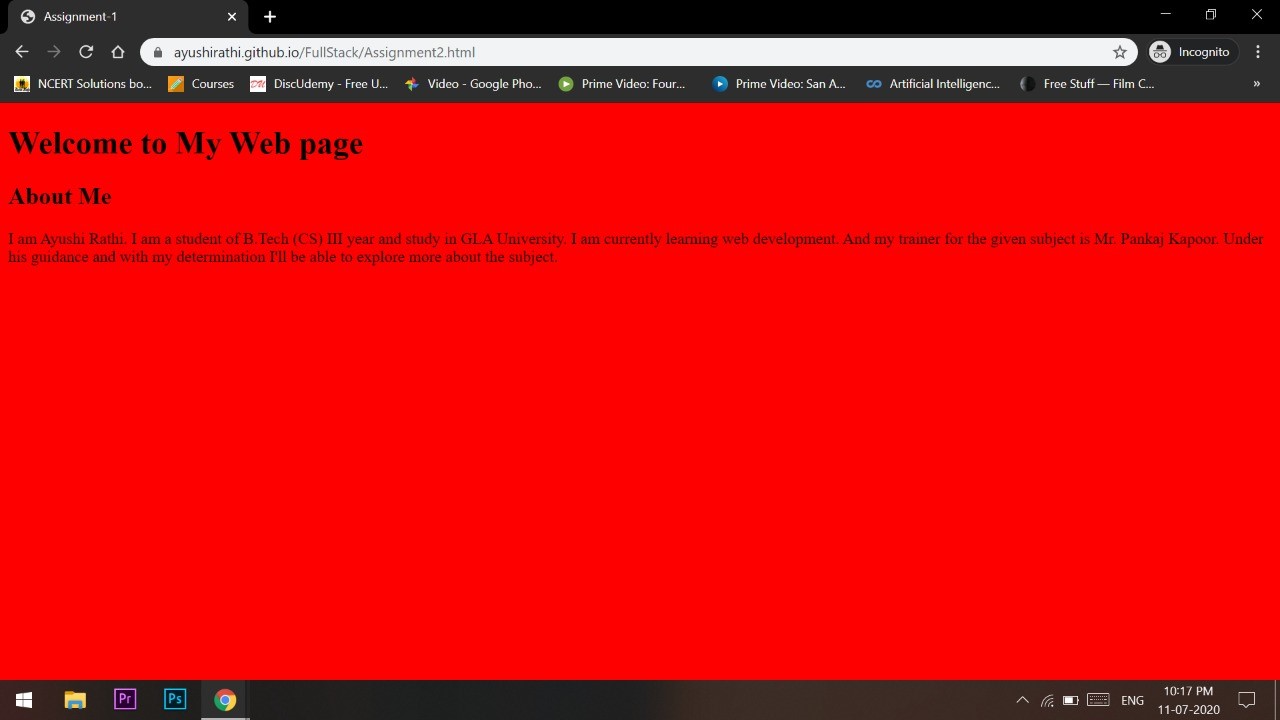 Assignment-1
ayushirathi.github.io/FullStack/Assignment2.html
Incognito
NCERT Solutions bo...
Courses
DU
DiscUdemy - Free U...
Video - Google Pho...
Prime Video: Four...
Prime Video: San A...
Artificial Intelligenc...
Free Stuff — Film C...
»
Welcome to My Web page
About Me
I am Ayushi Rathi. I am a student of B.Tech (CS) III year and study in GLA University. I am currently learning web development. And my trainer for the given subject is Mr. Pankaj Kapoor. Under
his guidance and with my determination I'll be able to explore more about the subject.
Pr
Ps
ENG
10:17 PM
11-07-2020